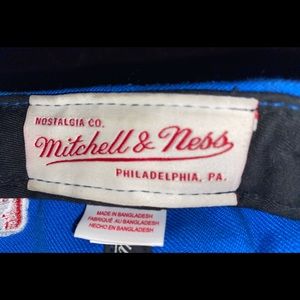 NOSTALGIA CO.
Mitchell & Ness
PHILADELPHIA, PA.
MADE IN BANGLADESH
FABRIQUÉ AU BANGLADESH
HECHO EN BANGLADESH